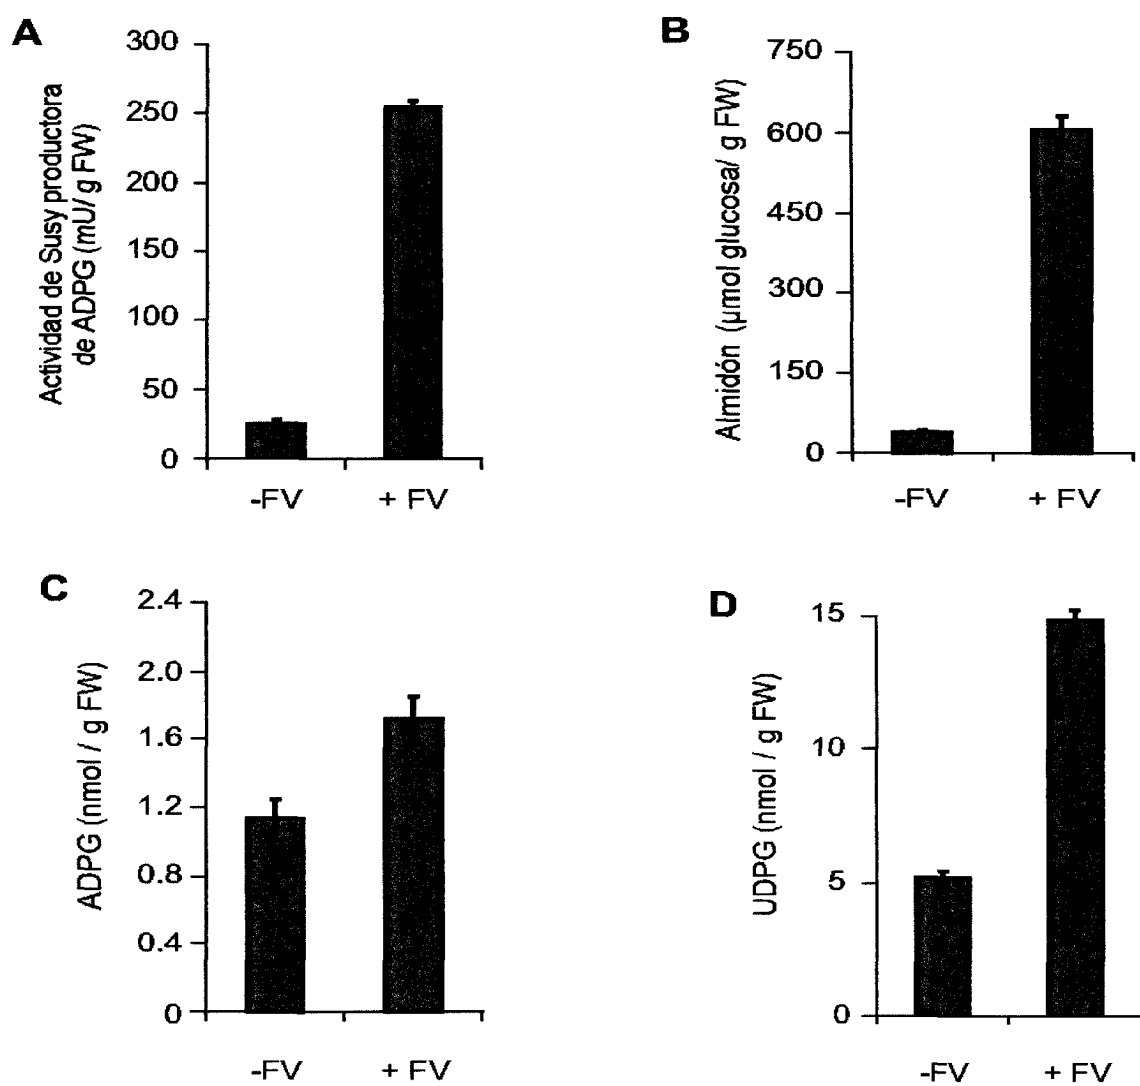 A
Actividad de Susy productora
de ADPG (mU/ g FW)
300
250
200
150
100
50
0
-FV
+ FV
B
Almidón (µmol glucosa/ g FW)
750
600
450
300
150
0
-FV
+ FV
C
ADPG (nmol / g FW)
2.4
2.0
1.6
1.2
0.8
0.4
0
-FV
+ FV
D
UDPG (nmol / g FW)
15
10
5
0
-FV
+ FV